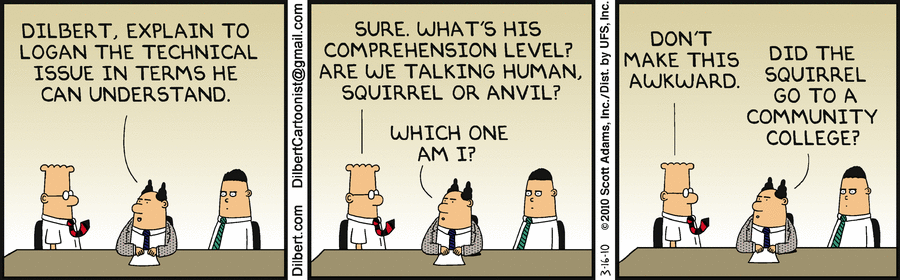 DILBERT, EXPLAIN TO
LOGAN THE TECHNICAL
ISSUE IN TERMS HE
CAN UNDERSTAND.
Dilbert.com DilbertCartoonist@gmail.com
SURE. WHAT'S HIS
COMPREHENSION LEVEL?
ARE WE TALKING HUMAN,
SQUIRREL OR ANVIL?
WHICH ONE
AM I?
3-16-10 ©2010 Scott Adams, Inc./Dist. by UFS, Inc.
DON'T
MAKE THIS
AWKWARD.
DID THE
SQUIRREL
GO TO A
COMMUNITY
COLLEGE?